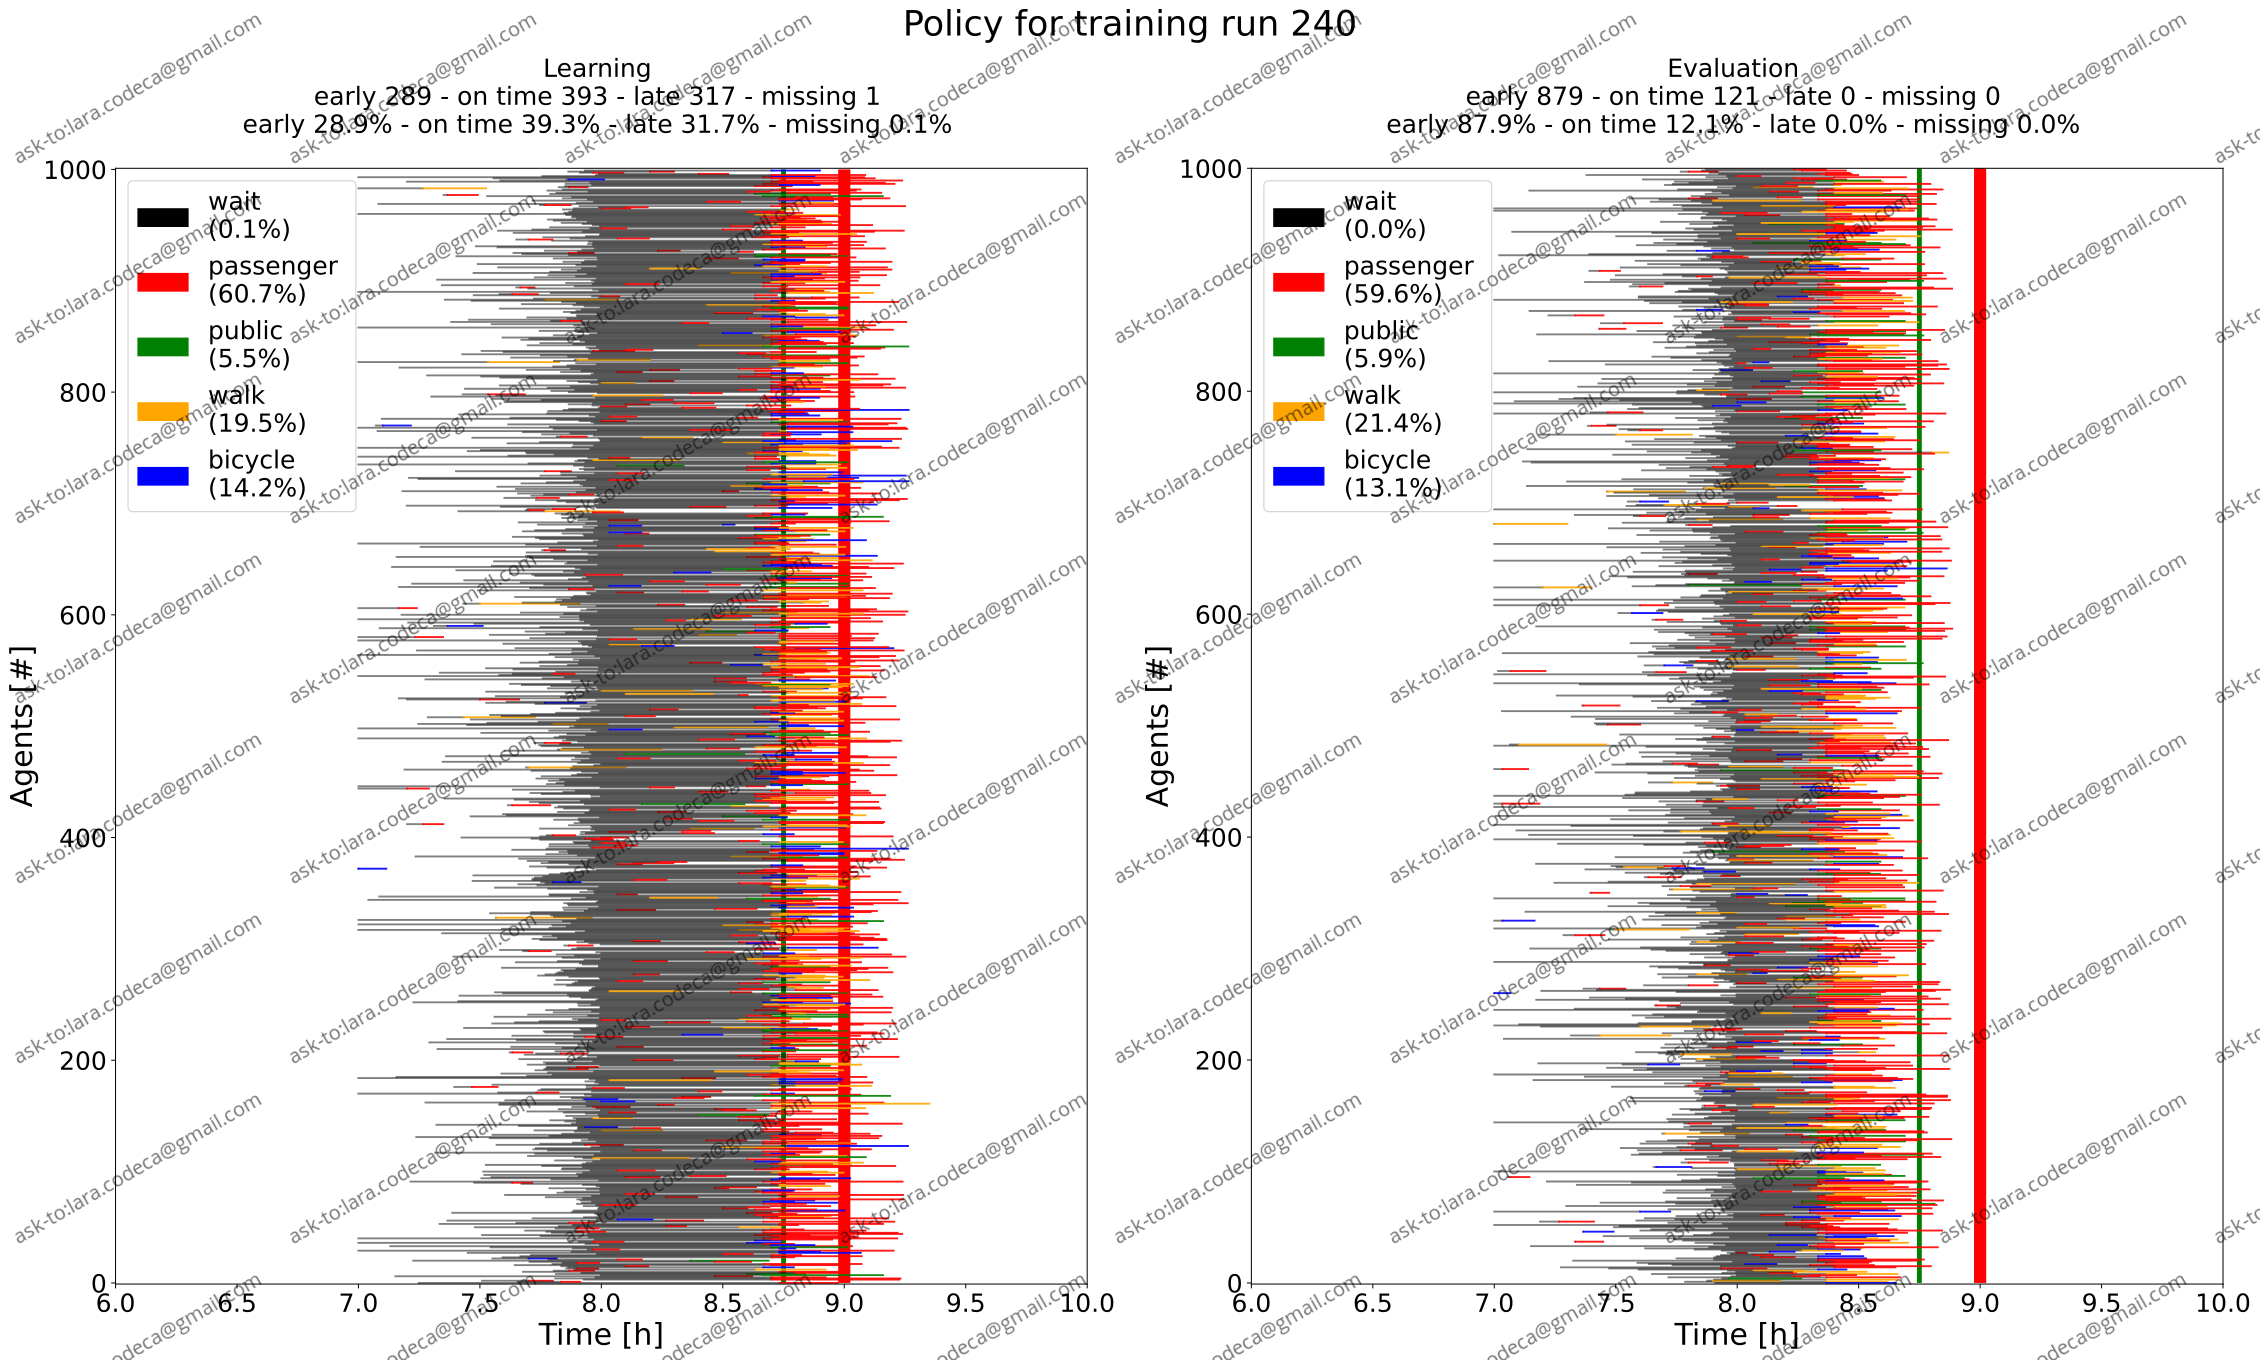 Policy for training run 240
Learning
early 289 - on time 393 - late 317 - missing 1
early 28.9% - on time 39.3% - late 31.7% - missing 0.1%
1000
800
600
400
200
0
Agents [#]
wait
(0.1%)
passenger
(60.7%)
public
(5.5%)
walk
(19.5%)
bicycle
(14.2%)
6.0 6.5 7.0 7.5 8.0 8.5 9.0 9.5 10.0
Time [h]
Evaluation
early 879 - on time 121 - late 0 - missing 0
early 87.9% - on time 12.1% - late 0.0% - missing 0.0%
1000
800
600
400
200
0
Agents [#]
wait
(0.0%)
passenger
(59.6%)
public
(5.9%)
walk
(21.4%)
bicycle
(13.1%)
6.0 6.5 7.0 7.5 8.0 8.5 9.0 9.5 10.0
Time [h]
ask-to:lara.codeca@gmail.com